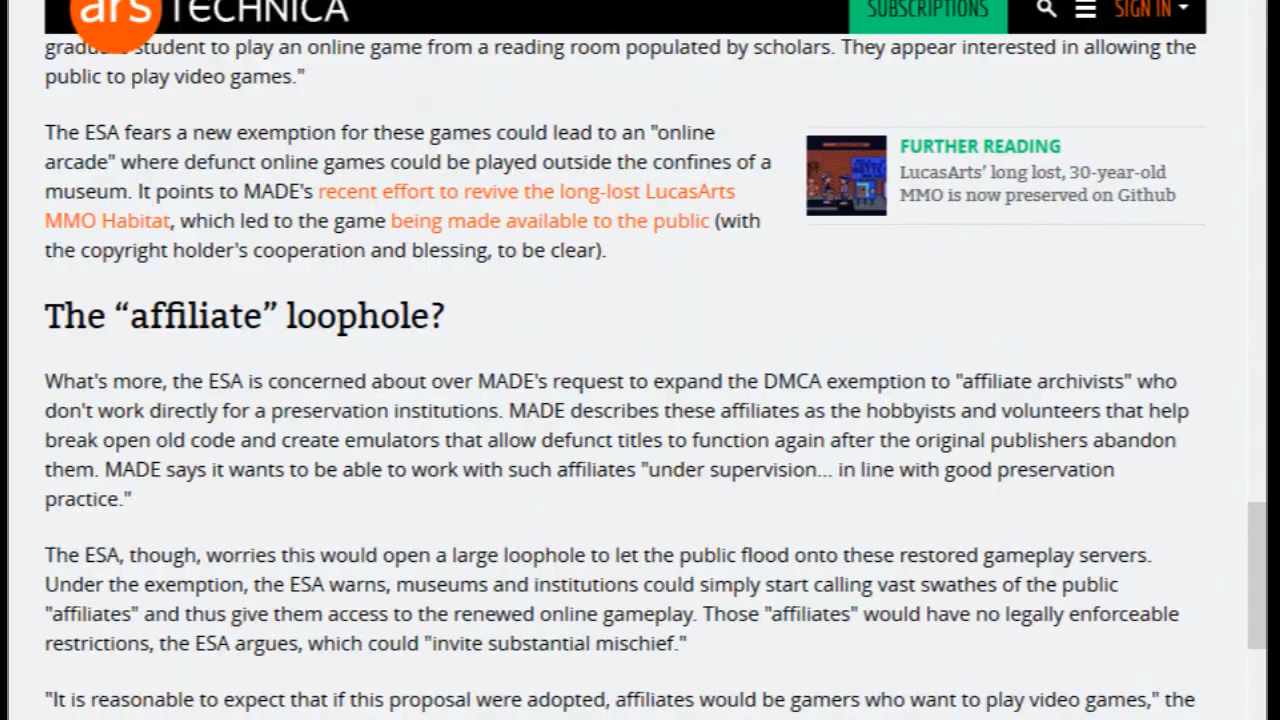 ars TECHNICA
SUBSCRIPTIONS
SIGN IN
graduate student to play an online game from a reading room populated by scholars. They appear interested in allowing the
public to play video games."
The ESA fears a new exemption for these games could lead to an "online
arcade" where defunct online games could be played outside the confines of a
museum. It points to MADE's recent effort to revive the long-lost LucasArts
MMO Habitat, which led to the game being made available to the public (with
the copyright holder's cooperation and blessing, to be clear).
FURTHER READING
LucasArts’ long lost, 30-year-old
MMO is now preserved on Github
The “affiliate” loophole?
What's more, the ESA is concerned about over MADE's request to expand the DMCA exemption to "affiliate archivists" who
don't work directly for a preservation institutions. MADE describes these affiliates as the hobbyists and volunteers that help
break open old code and create emulators that allow defunct titles to function again after the original publishers abandon
them. MADE says it wants to be able to work with such affiliates "under supervision... in line with good preservation
practice."
The ESA, though, worries this would open a large loophole to let the public flood onto these restored gameplay servers.
Under the exemption, the ESA warns, museums and institutions could simply start calling vast swathes of the public
"affiliates" and thus give them access to the renewed online gameplay. Those "affiliates" would have no legally enforceable
restrictions, the ESA argues, which could "invite substantial mischief."
"It is reasonable to expect that if this proposal were adopted, affiliates would be gamers who want to play video games," the